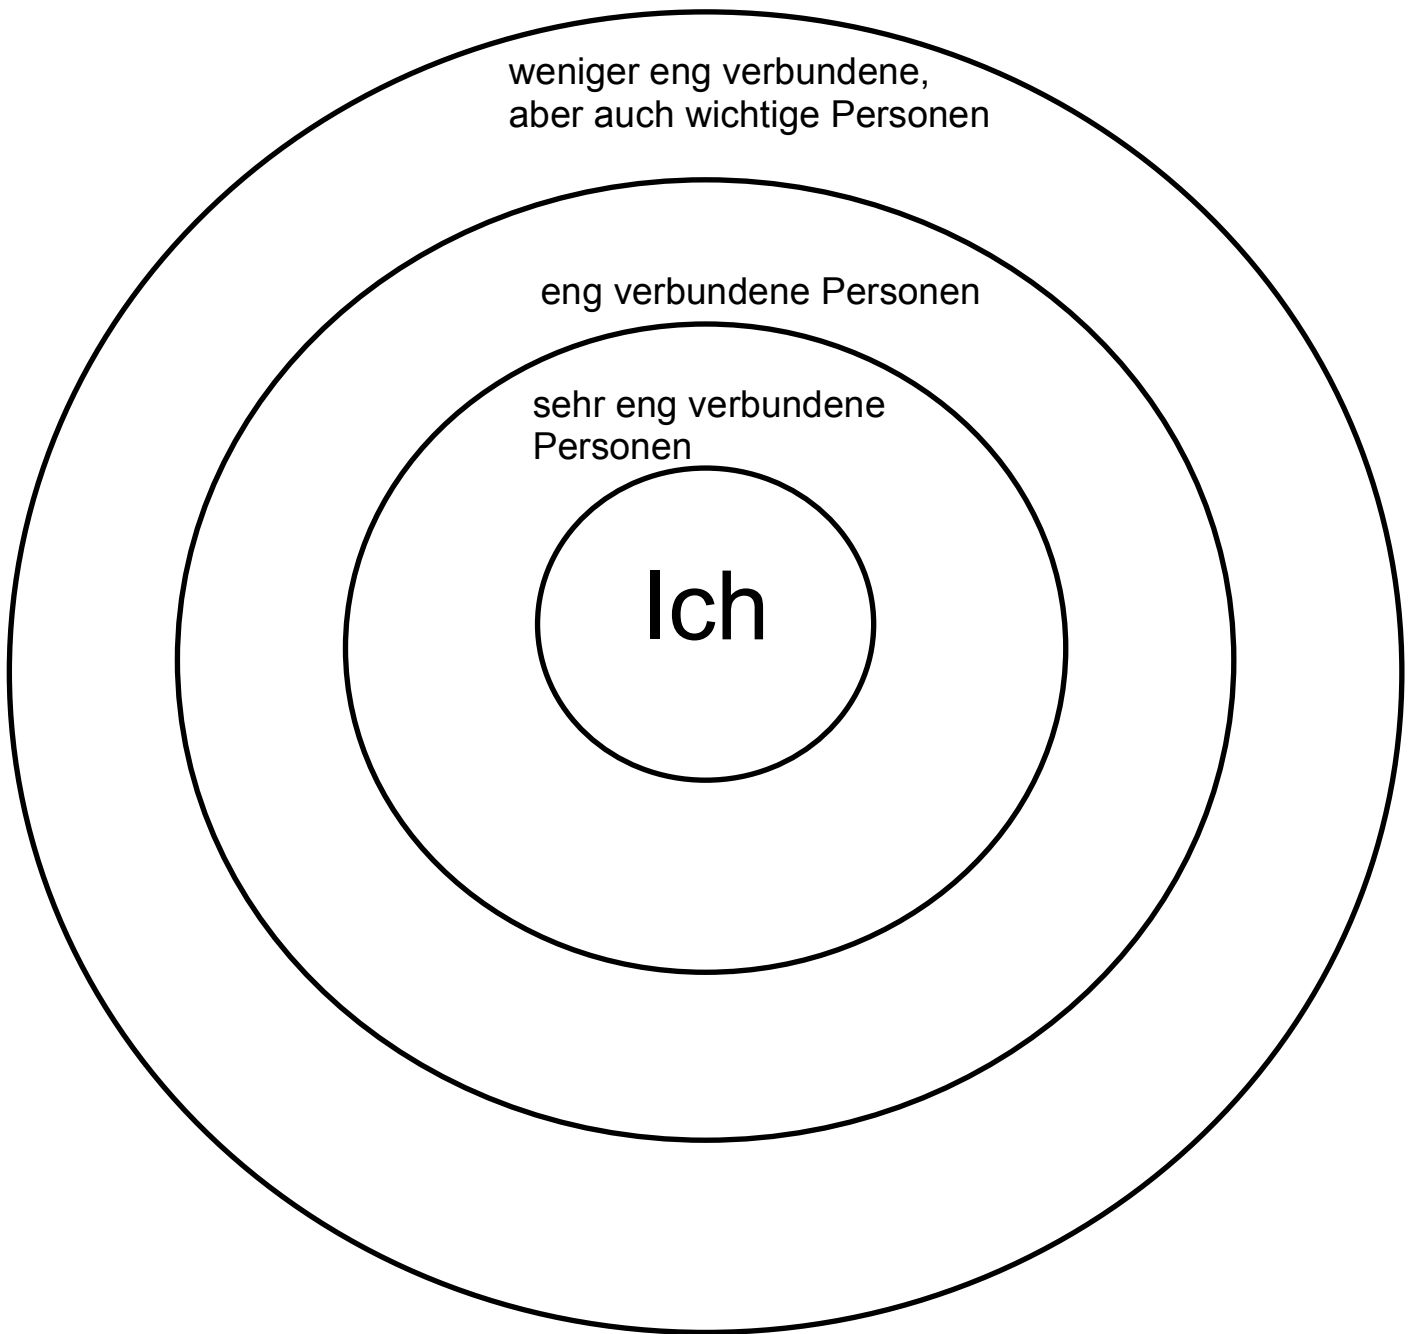 weniger eng verbundene,
aber auch wichtige Personen
eng verbundene Personen
sehr eng verbundene
Personen
Ich